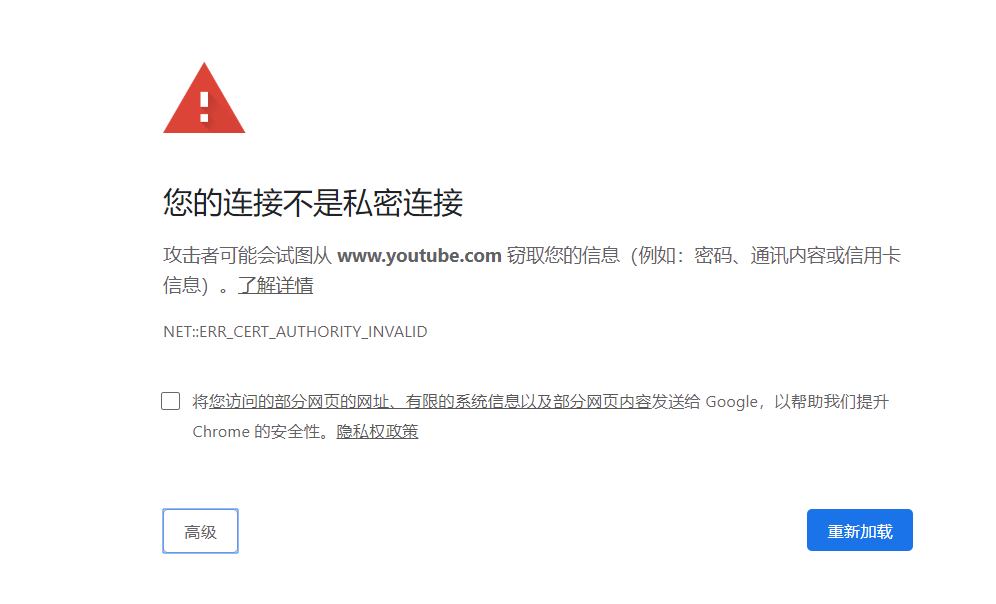 您的连接不是私密连接
攻击者可能会试图从 www.youtube.com 窃取您的信息（例如：密码、通讯内容或信用卡
信息）。了解详情
NET::ERR_CERT_AUTHORITY_INVALID
将您访问的部分网页的网址、有限的系统信息以及部分网页内容发送给 Google，以帮助我们提升
Chrome 的安全性。隐私权政策
高级
重新加载